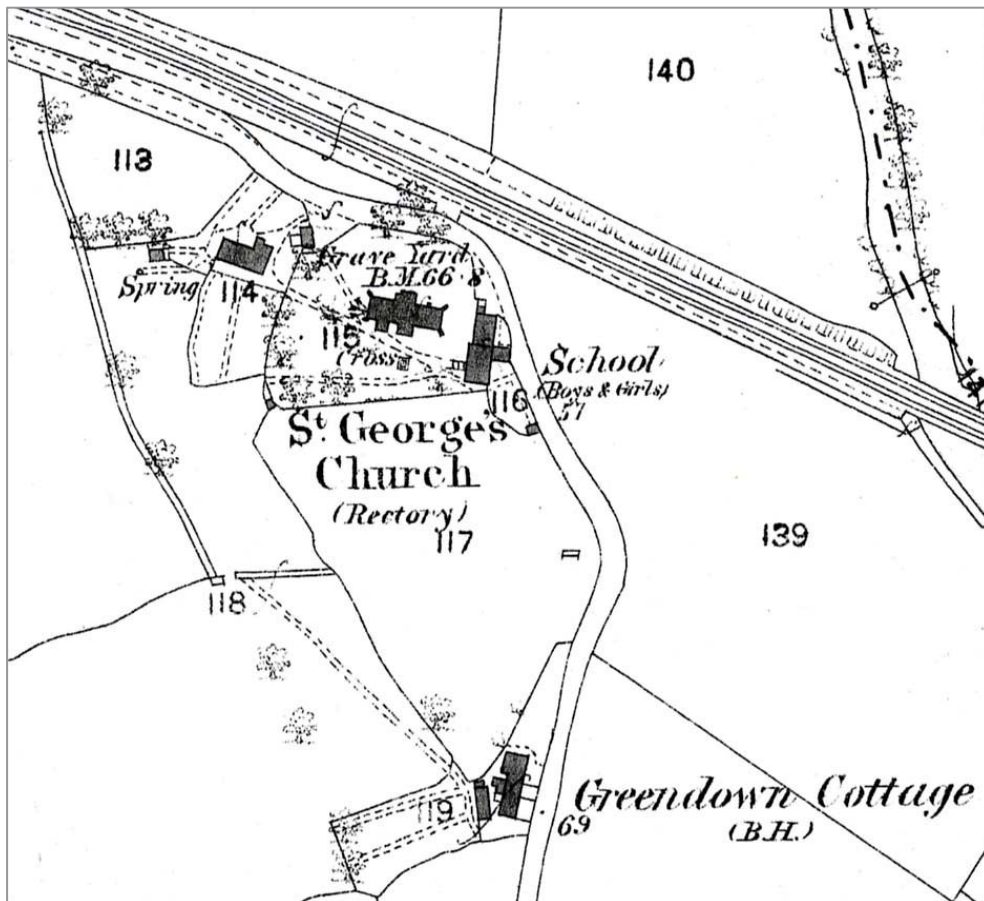 140
113
Grave Yard
B.M.66·8
Spring
114
115
Cross
School
(Boys & Girls)
57
116
St. George's
Church
(Rectory)
117
139
118
Greendown Cottage
(B.H.)
119
69